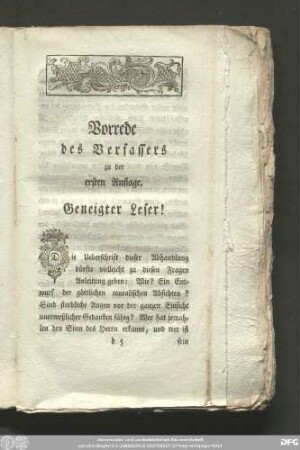 Vorrede
des Verfassers
zu der
ersten Auflage.
Geneigter Leser!
Die Ueberschrift dieser Abhandlung
dürfte vielleicht zu diesen Fragen
Anleitung geben: Wie? Ein Ent-
wurf der göttlichen moralischen Absichten?
Sind sterbliche Augen vor der ganzen Einsicht
unermeßlicher Gedanken fähig? Wer hat jemah-
len den Sinn des Herrn erkannt, und wer ist
b 5 sein
DFG